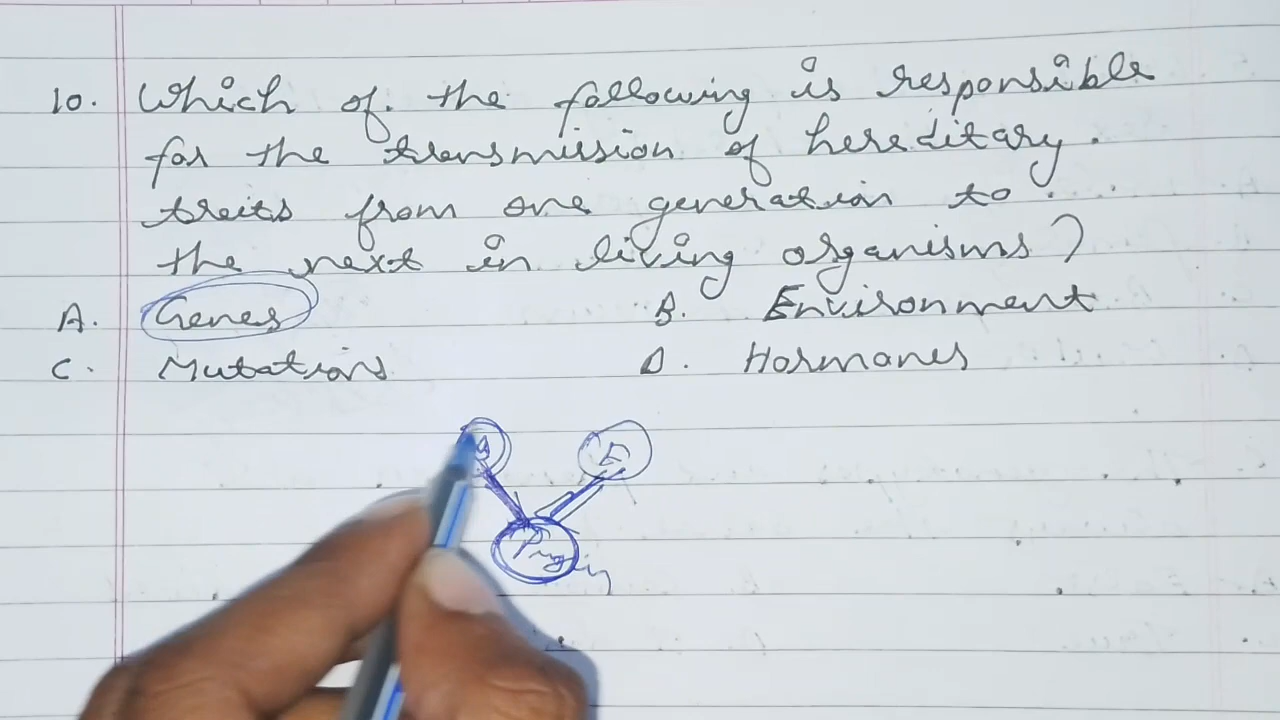 10. Which of the following is responsible
for the transmission of hereditary
traits from one generation to
the next in living organisms?
A. Genes B. Environment
C. Mutations D. Hormones